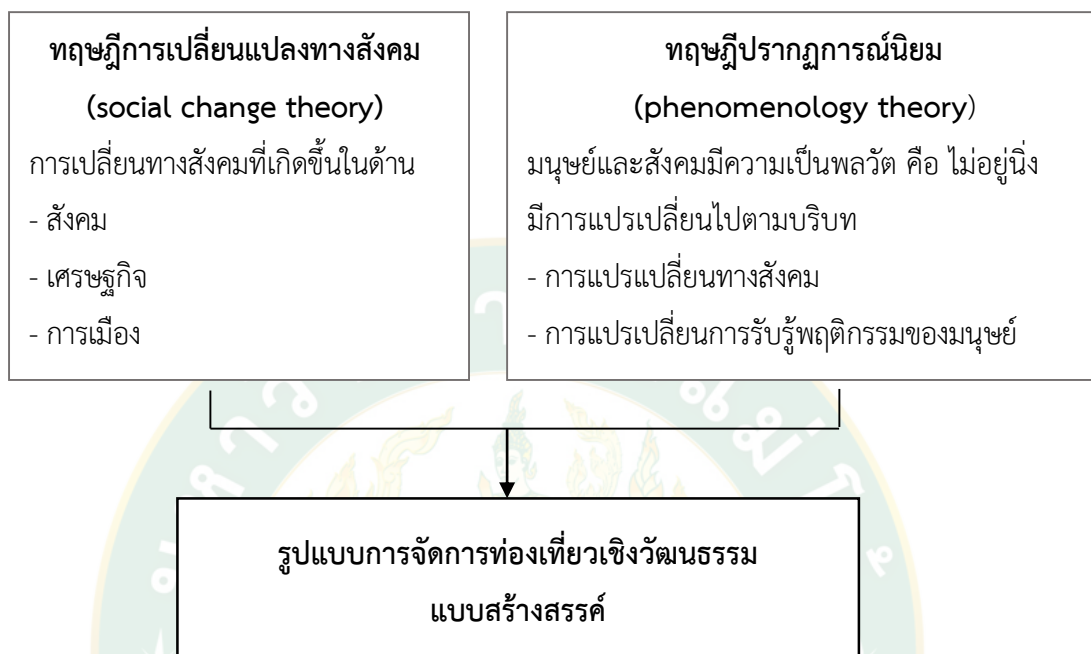 ทฤษฎีการเปลี่ยนแปลงทางสังคม
(social change theory)
การเปลี่ยนทางสังคมที่เกิดขึ้นในด้าน
- สังคม
- เศรษฐกิจ
- การเมือง
ทฤษฎีปรากฏการณ์นิยม
(phenomenology theory)
มนุษย์และสังคมมีความเป็นพลวัต คือ ไม่อยู่นิ่ง
มีการแปรเปลี่ยนไปตามบริบท
- การแปรแปลี่ยนทางสังคม
- การแปรเปลี่ยนการรับรู้พฤติกรรมของมนุษย์
รูปแบบการจัดการท่องเที่ยวเชิงวัฒนธรรม
แบบสร้างสรรค์